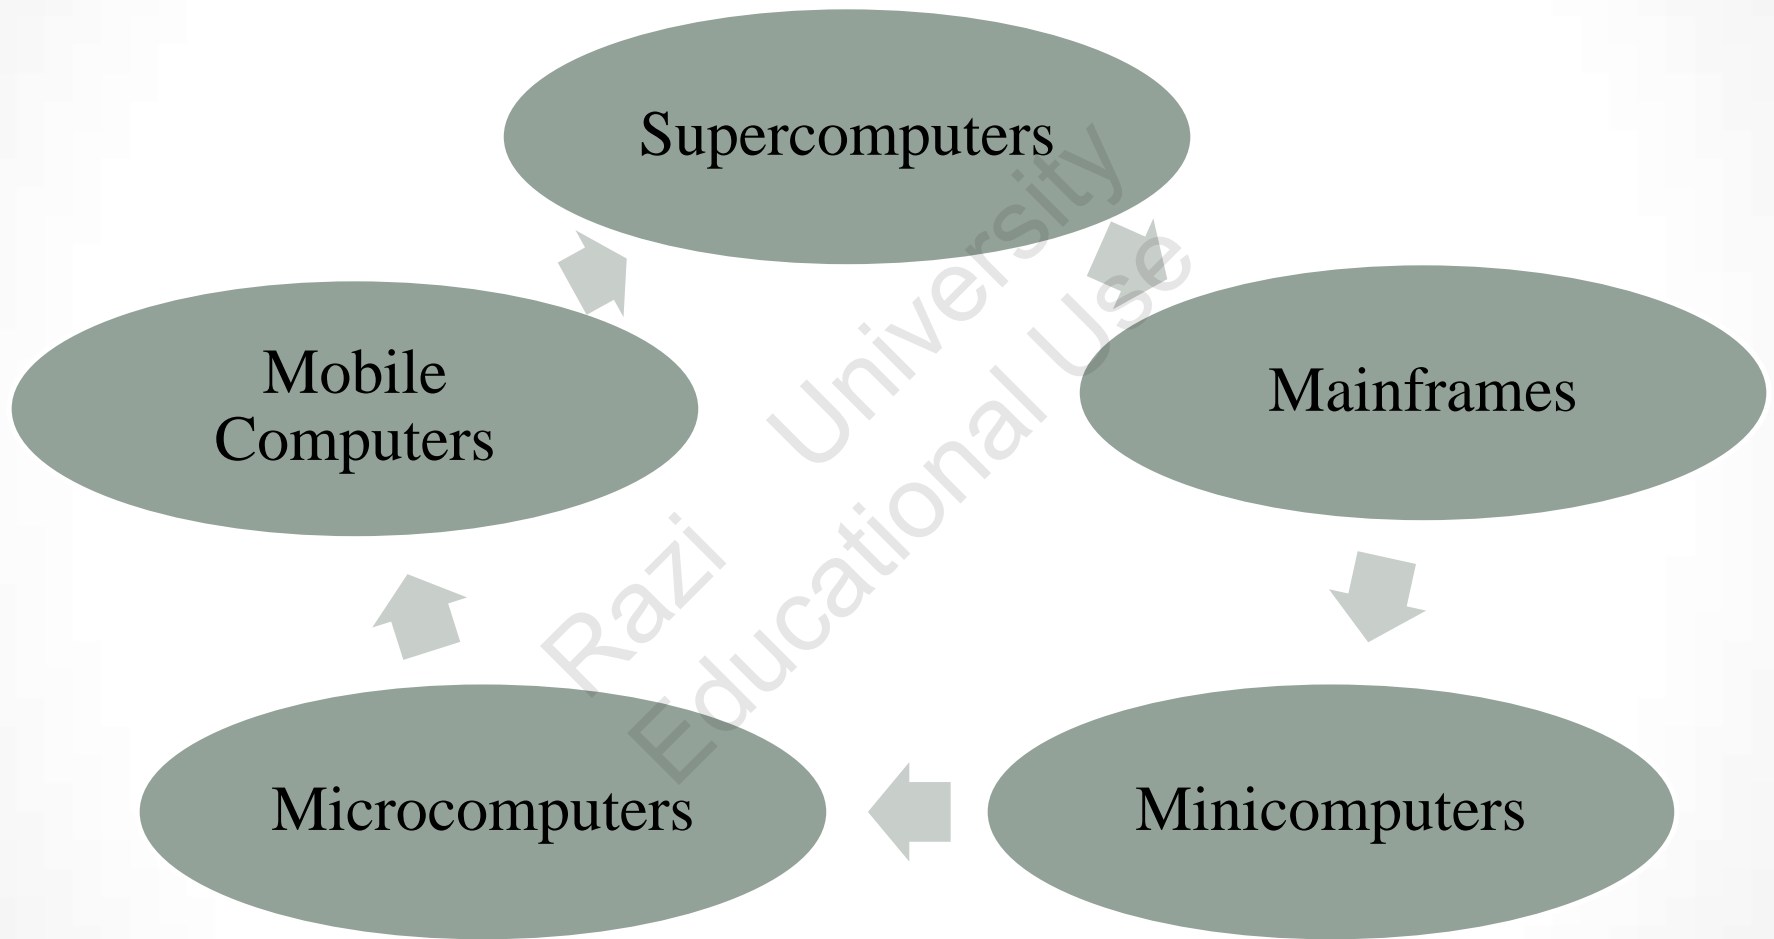 Supercomputers
Mainframes
Minicomputers
Microcomputers
Mobile
Computers
Razi University
Educational Use